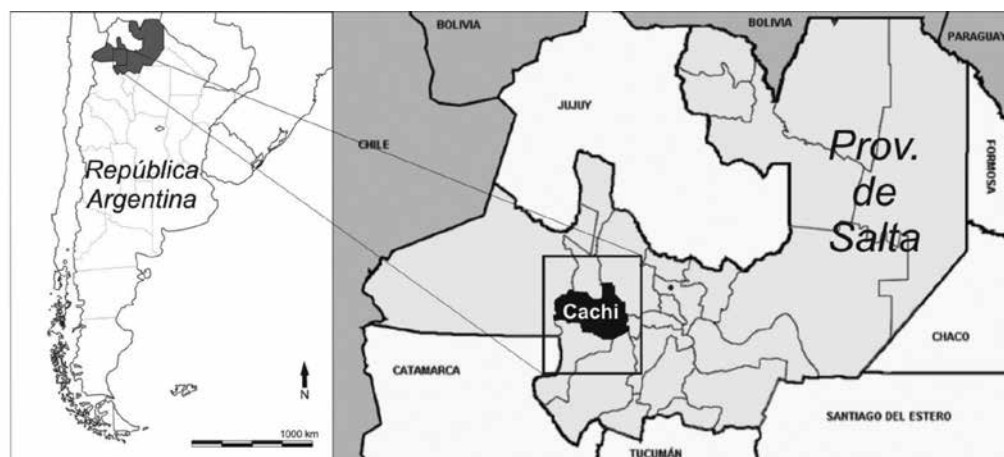 República
Argentina
N
1000 km
BOLIVIA
BOLIVIA
PARAGUAY
JUJUY
CHILE
FORMOSA
Prov.
de
Salta
Cachi
CHACO
CATAMARCA
SANTIAGO DEL ESTERO
TUCUMÁN